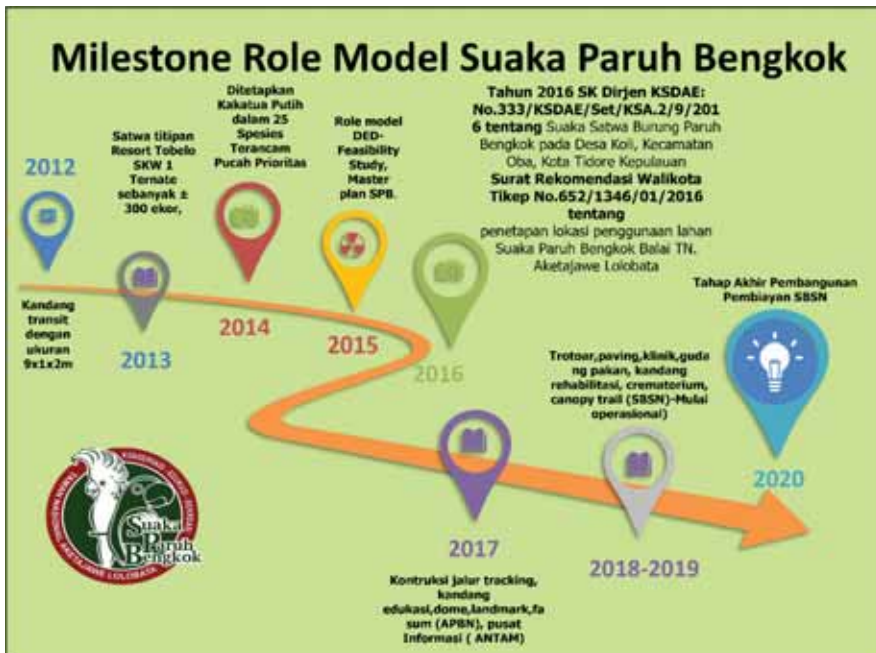 Milestone Role Model Suaka Paruh Bengkok
2012
Kandang
transit
dengan
ukuran
9x1x2m
Satwa titipan
Resort Tobelo
SKW 1
Ternate
sebanyak ±
300 ekor,
2013
Ditetapkan
Kakatua Putih
dalam 25
Spesies
Terancam
Pucah Prioritas
2014
Role model
DED-
Feasibility
Study,
Master
plan SPB.
2015
Tahun 2016 SK Dirjen KSDAE:
No.333/KSDAE/Set/KSA.2/9/201
6 tentang Suaka Satwa Burung Paruh
Bengkok pada Desa Koli, Kecamatan
Oba, Kota Tidore Kepulauan
Surat Rekomendasi Walikota
Tikep No.652/1346/01/2016
tentang
penetapan lokasi penggunaan lahan
Suaka Paruh Bengkok Balai TN.
Aketajawe Lolobata
2016
2017
Kontruksi jalur tracking,
kandang
edukasi,dome,landmark,fa
sum (APBN), pusat
Informasi ( ANTAM)
Trotoar,paving,klinik,guda
ng pakan, kandang
rehabilitasi, crematorium,
canopy trail (SBSN)-Mulai
operasional)
2018-2019
Tahap Akhir Pembangunan
Pembiayan SBSN
2020
Suaka
Paruh
Bengkok
TAMAN NASIONAL AKETAJAWE LOLOBATA